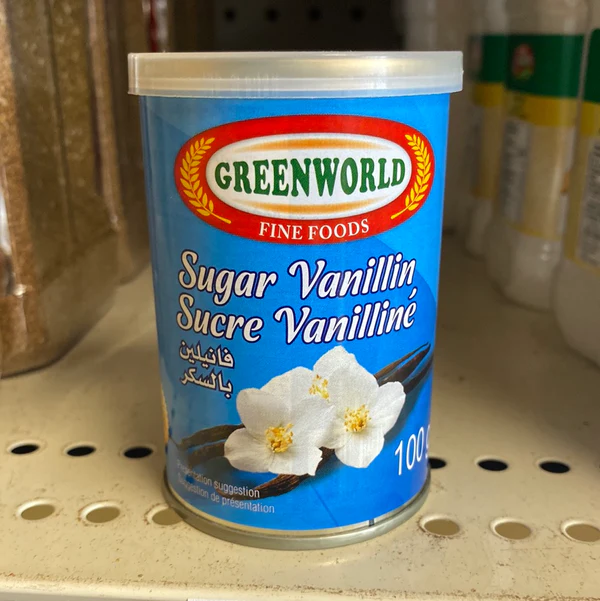 GREENWORLD
FINE FOODS
Sugar Vanillin
Sucre Vanilliné
فانيلين
بالسكر
100 g
Presentation suggestion
Suggestion de présentation